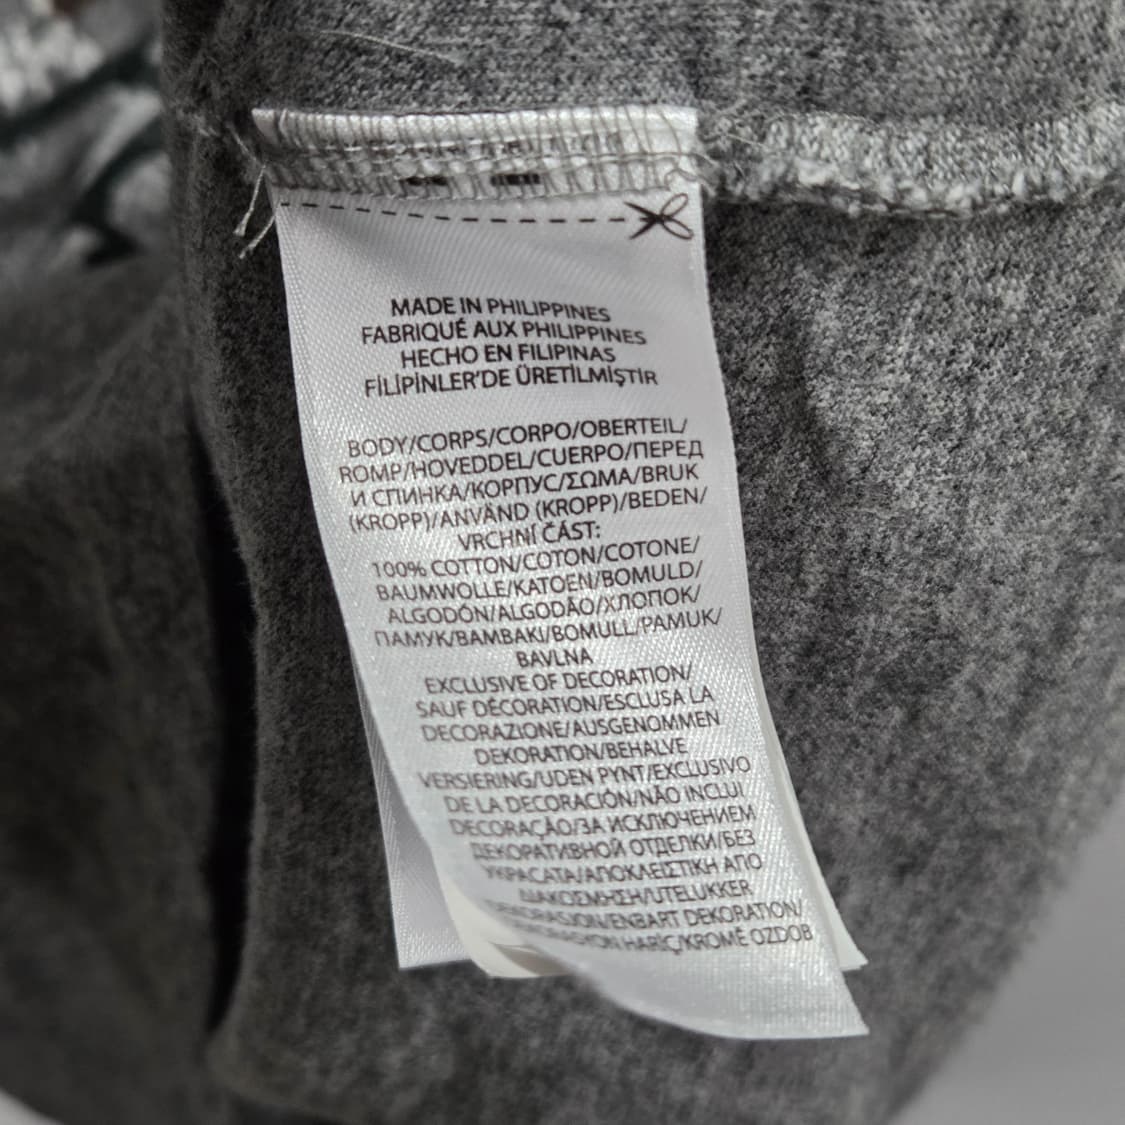 MADE IN PHILIPPINES
FABRIQUÉ AUX PHILIPPINES
HECHO EN FILIPINAS
FİLİPİNLER'DE ÜRETİLMİŞTİR
BODY/CORPS/CORPO/OBERTEIL/
ROMP/HOVEDDEL/CUERPO/ПЕРЕД
И СПИНКА/КОРПУС/ΣΩΜΑ/BRUK
(KROPP)/ANVÄND (KROPP)/BEDEN/
VRCHNÍ ČÁST:
100% COTTON/COTON/COTONE/
BAUMWOLLE/KATOEN/BOMULD/
ALGODÓN/ALGODÃO/ХЛОПОК/
ПАМУК/ΒΑΜΒΑΚΙ/BOMULL/PAMUK/
BAVLNA
EXCLUSIVE OF DECORATION/
SAUF DÉCORATION/ESCLUSA LA
DECORAZIONE/AUSGENOMMEN
DEKORATION/BEHALVE
VERSIERING/UDEN PYNT/EXCLUSIVO
DE LA DECORACIÓN/NÃO INCLUI
DECORAÇÃO/ЗА ИСКЛЮЧЕНИЕМ
ДЕКОРАТИВНОЙ ОТДЕЛКИ/БЕЗ
УКРАСАТА/ΑΠΟΚΛΕΙΣΤΙΚΗ ΑΠΟ
ΔΙΑΚΟΣΜΗΣΗ/UTELUKKER
DEKORASJON/ENBART DEKORATION/
HARİÇ/KROMĚ OZDOB